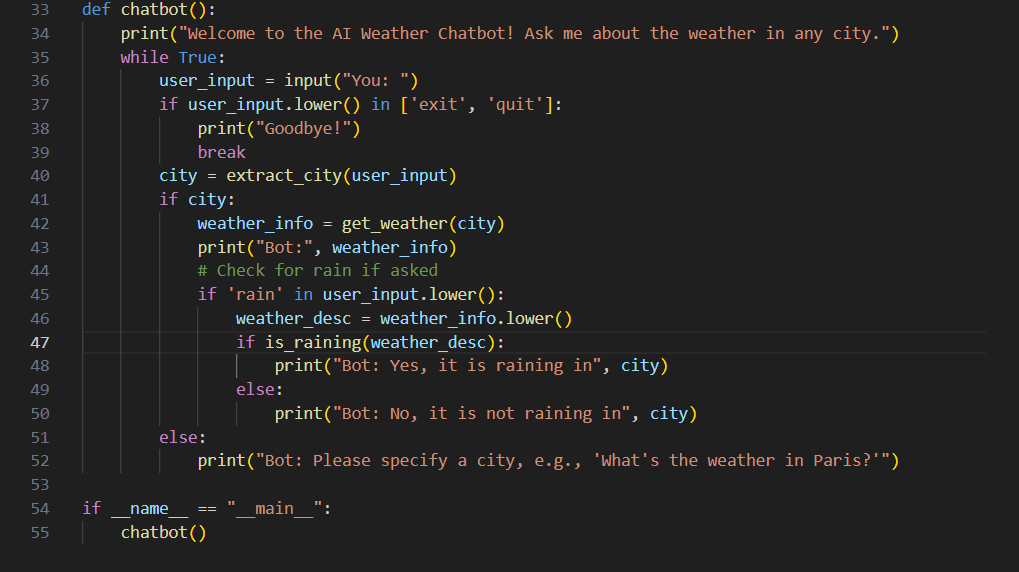 33 def chatbot():
34     print("Welcome to the AI Weather Chatbot! Ask me about the weather in any city.")
35     while True:
36         user_input = input("You: ")
37         if user_input.lower() in ['exit', 'quit']:
38             print("Goodbye!")
39             break
40         city = extract_city(user_input)
41         if city:
42             weather_info = get_weather(city)
43             print("Bot:", weather_info)
44             # Check for rain if asked
45             if 'rain' in user_input.lower():
46                 weather_desc = weather_info.lower()
47                 if is_raining(weather_desc):
48                     print("Bot: Yes, it is raining in", city)
49                 else:
50                     print("Bot: No, it is not raining in", city)
51         else:
52             print("Bot: Please specify a city, e.g., 'What's the weather in Paris?'")
53
54 if __name__ == "__main__":
55     chatbot()